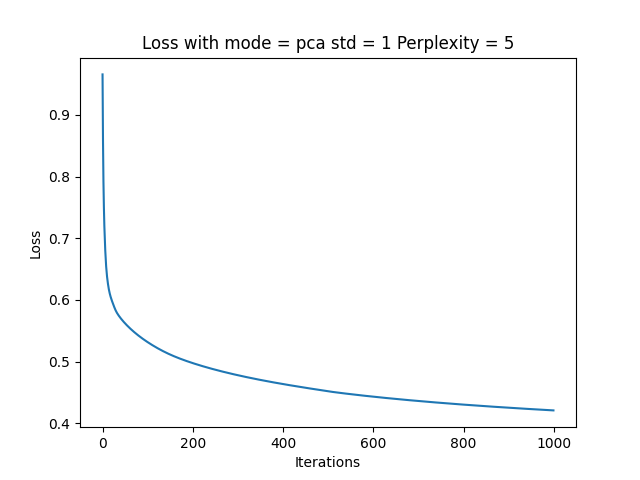 Loss with mode = pca std = 1 Perplexity = 5
Loss
0.9
0.8
0.7
0.6
0.5
0.4
0 200 400 600 800 1000
Iterations